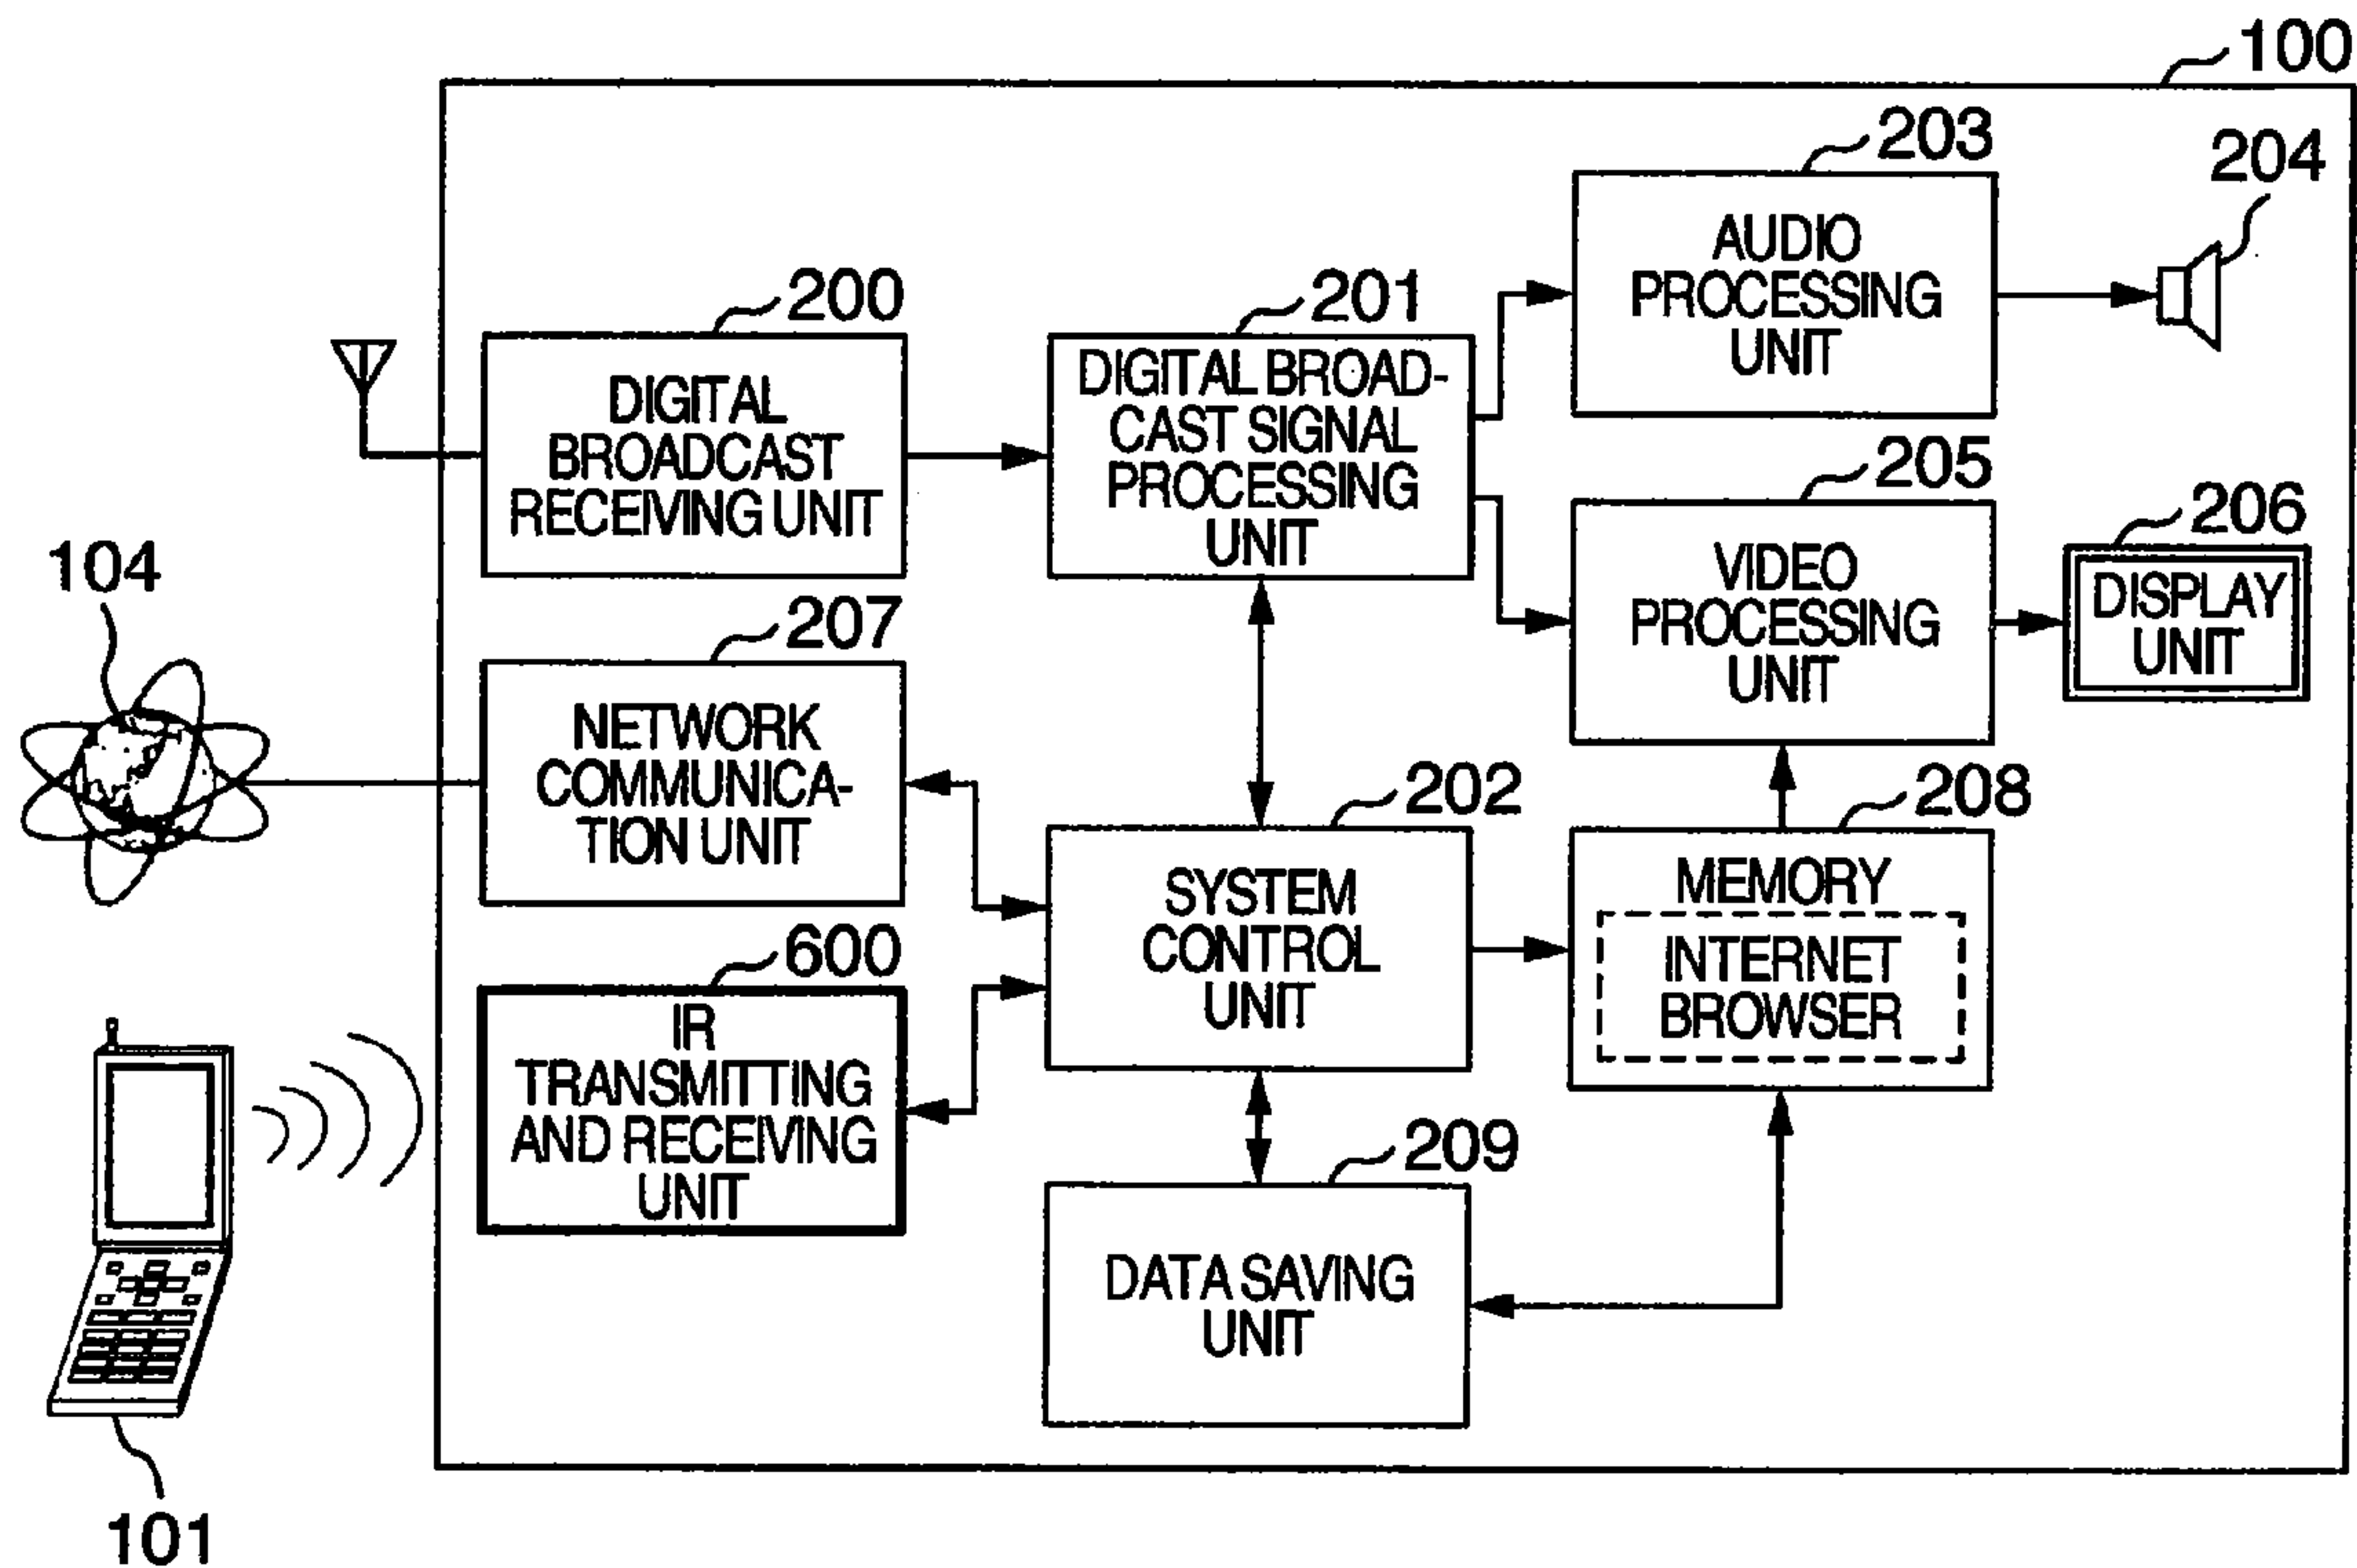 100
203
AUDIO
PROCESSING
UNIT
204
200
DIGITAL
BROADCAST
RECEIVING UNIT
201
DIGITAL BROAD-
CAST SIGNAL
PROCESSING
UNIT
205
VIDEO
PROCESSING
UNIT
206
DISPLAY
UNIT
104
207
NETWORK
COMMUNICA-
TION UNIT
202
SYSTEM
CONTROL
UNIT
208
MEMORY
INTERNET
BROWSER
600
IR
TRANSMITTING
AND RECEIVING
UNIT
209
DATA SAVING
UNIT
101